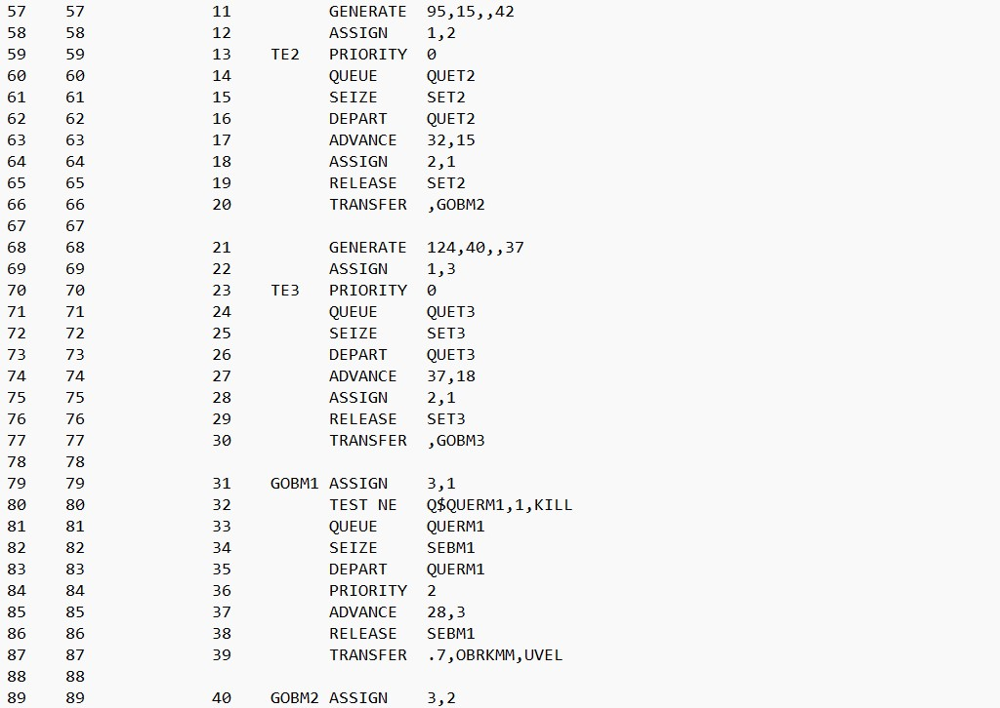 57 57 11 GENERATE 95,15,,42
58 58 12 ASSIGN 1,2
59 59 13 TE2 PRIORITY 0
60 60 14 QUEUE QUET2
61 61 15 SEIZE SET2
62 62 16 DEPART QUET2
63 63 17 ADVANCE 32,15
64 64 18 ASSIGN 2,1
65 65 19 RELEASE SET2
66 66 20 TRANSFER ,GOBM2
67 67
68 68 21 GENERATE 124,40,,37
69 69 22 ASSIGN 1,3
70 70 23 TE3 PRIORITY 0
71 71 24 QUEUE QUET3
72 72 25 SEIZE SET3
73 73 26 DEPART QUET3
74 74 27 ADVANCE 37,18
75 75 28 ASSIGN 2,1
76 76 29 RELEASE SET3
77 77 30 TRANSFER ,GOBM3
78 78
79 79 31 GOBM1 ASSIGN 3,1
80 80 32 TEST NE Q$QUERM1,1,KILL
81 81 33 QUEUE QUERM1
82 82 34 SEIZE SEBM1
83 83 35 DEPART QUERM1
84 84 36 PRIORITY 2
85 85 37 ADVANCE 28,3
86 86 38 RELEASE SEBM1
87 87 39 TRANSFER .7,OBRKMM,UVEL
88 88
89 89 40 GOBM2 ASSIGN 3,2